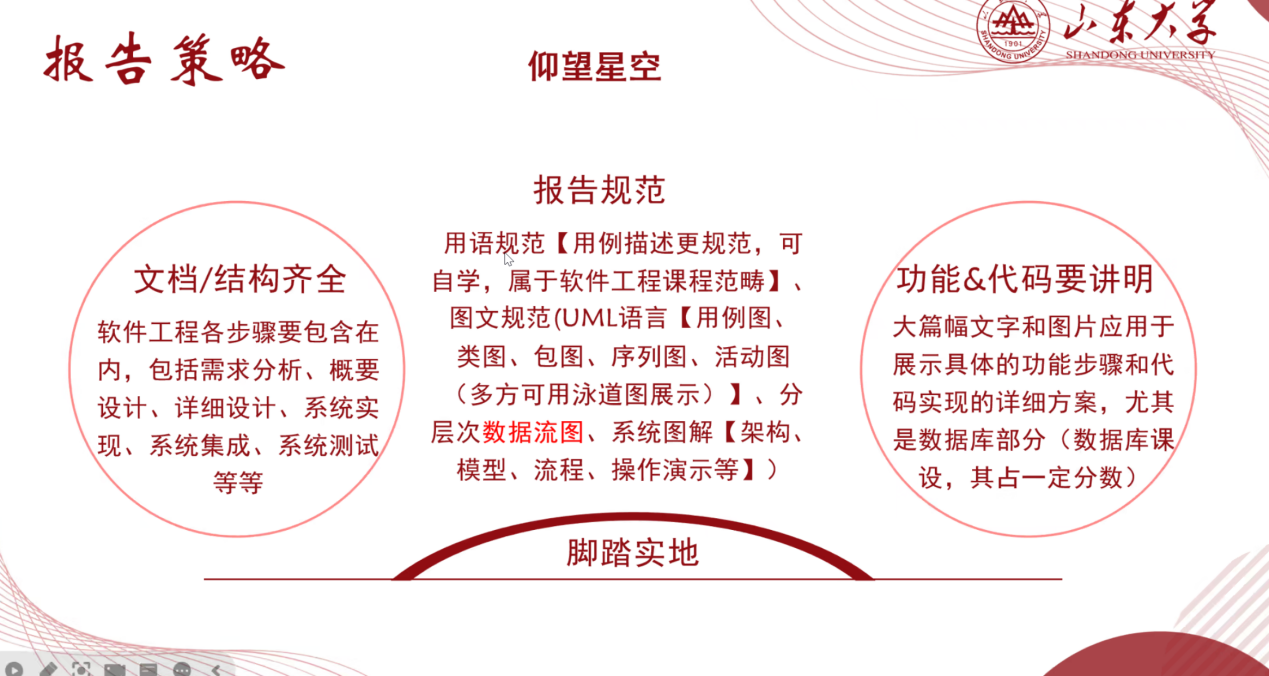 报告策略
仰望星空
山东大学
SHANDONG UNIVERSITY
1901
SHANDONG UNIVERSITY
报告规范
用语规范【用例描述更规范，可
自学，属于软件工程课程范畴】、
图文规范(UML语言【用例图、
类图、包图、序列图、活动图
（多方可用泳道图展示）】、分
层次数据流图、系统图解【架构、
模型、流程、操作演示等】）
文档/结构齐全
软件工程各步骤要包含在
内，包括需求分析、概要
设计、详细设计、系统实
现、系统集成、系统测试
等等
功能&代码要讲明
大篇幅文字和图片应用于
展示具体的功能步骤和代
码实现的详细方案，尤其
是数据库部分（数据库课
设，其占一定分数）
脚踏实地